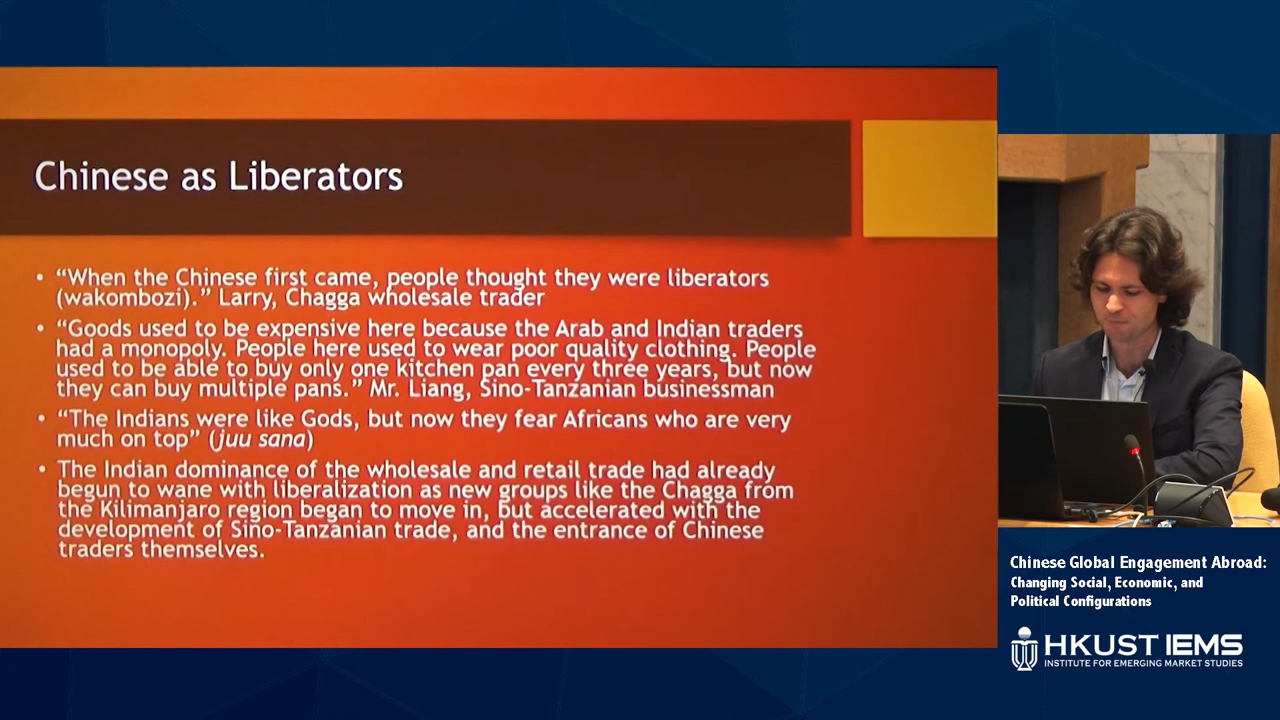 Chinese as Liberators
• “When the Chinese first came, people thought they were liberators
(wakombozi).” Larry, Chagga wholesale trader
• “Goods used to be expensive here because the Arab and Indian traders
had a monopoly. People here used to wear poor quality clothing. People
used to be able to buy only one kitchen pan every three years, but now
they can buy multiple pans.” Mr. Liang, Sino-Tanzanian businessman
• “The Indians were like Gods, but now they fear Africans who are very
much on top” (juu sana)
• The Indian dominance of the wholesale and retail trade had already
begun to wane with liberalization as new groups like the Chagga from
the Kilimanjaro region began to move in, but accelerated with the
development of Sino-Tanzanian trade, and the entrance of Chinese
traders themselves.
Chinese Global Engagement Abroad:
Changing Social, Economic, and
Political Configurations
HKUST IEMS
INSTITUTE FOR EMERGING MARKET STUDIES